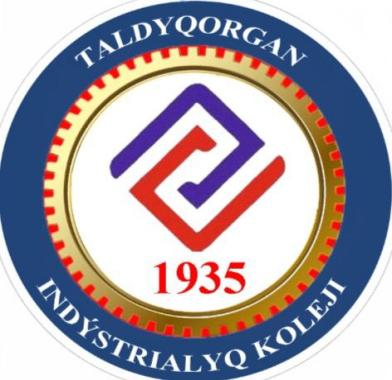 TALDYQORGAN
1935
INDÝSTRIALYQ KOLEJI